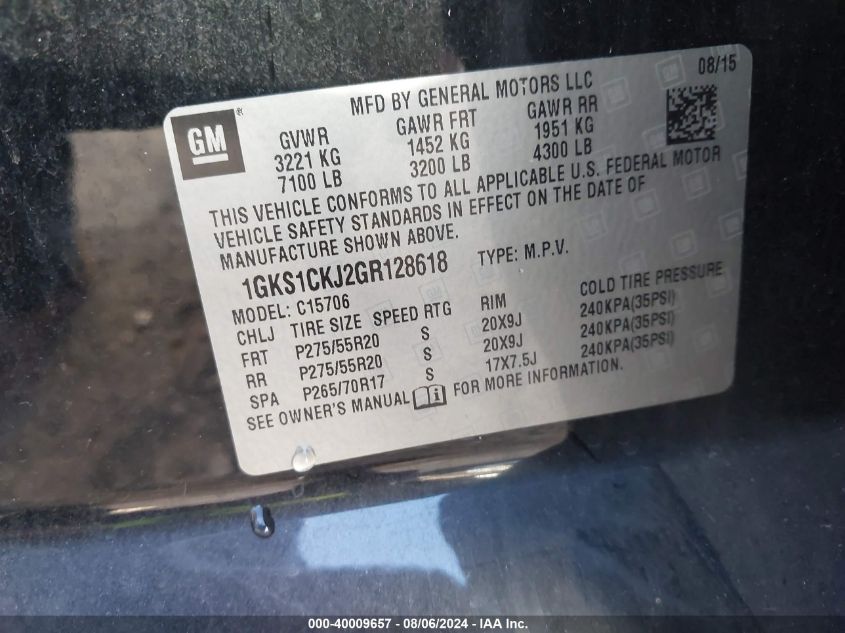 08/15
MFD BY GENERAL MOTORS LLC
GM®
GVWR GAWR FRT GAWR RR
3221 KG 1452 KG 1951 KG
7100 LB 3200 LB 4300 LB
THIS VEHICLE CONFORMS TO ALL APPLICABLE U.S. FEDERAL MOTOR
VEHICLE SAFETY STANDARDS IN EFFECT ON THE DATE OF
MANUFACTURE SHOWN ABOVE.
1GKS1CKJ2GR128618 TYPE: M.P.V.
MODEL: C15706
CHLJ TIRE SIZE SPEED RTG RIM COLD TIRE PRESSURE
FRT P275/55R20 S 20X9J 240KPA(35PSI)
RR P275/55R20 S 20X9J 240KPA(35PSI)
SPA P265/70R17 S 17X7.5J 240KPA(35PSI)
SEE OWNER'S MANUAL i FOR MORE INFORMATION.
000-40009657 — 08/06/2024 — IAA Inc.